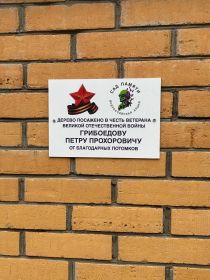 САД ПАМЯТИ
ДЕРЕВО ПОСАЖЕНО В ЧЕСТЬ ВЕТЕРАНА
ВЕЛИКОЙ ОТЕЧЕСТВЕННОЙ ВОЙНЫ
ГРИБОЕДОВУ
ПЕТРУ ПРОХОРОВИЧУ
ОТ БЛАГОДАРНЫХ ПОТОМКОВ